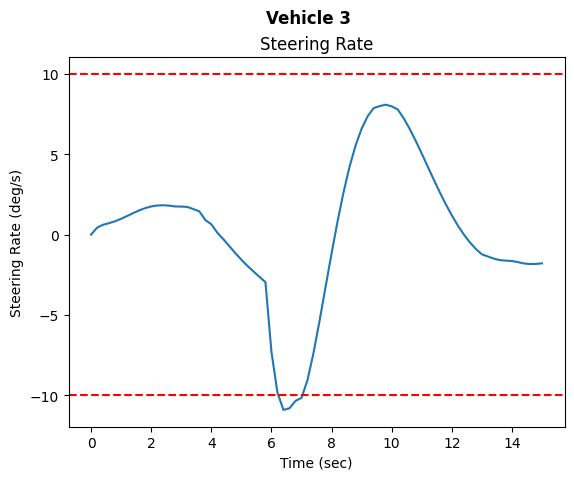 Vehicle 3
Steering Rate
Steering Rate (deg/s)
10
5
0
−5
−10
0 2 4 6 8 10 12 14
Time (sec)